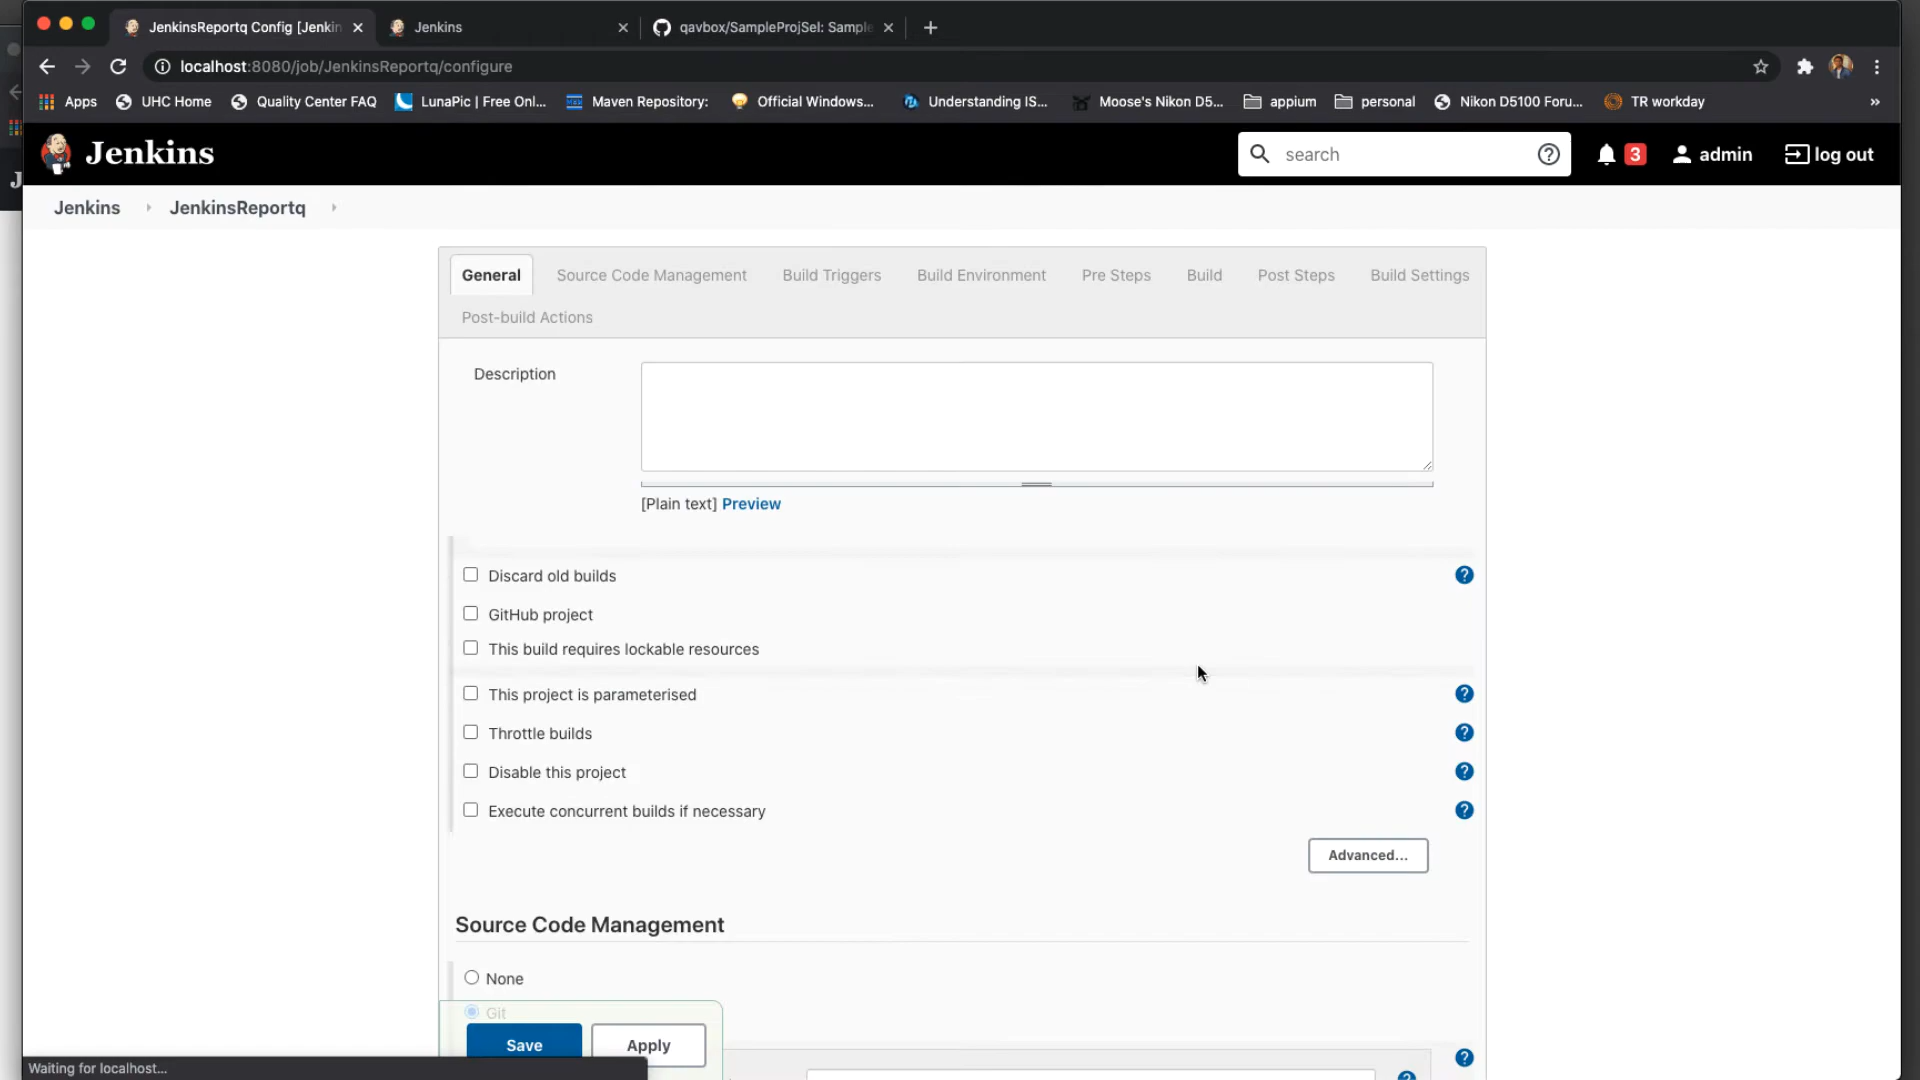 JenkinsReportq Config [Jenkin
Jenkins
qavbox/SampleProjSel: Sample
localhost:8080/job/JenkinsReportq/configure
Apps
UHC Home
Quality Center FAQ
LunaPic | Free Onl...
Maven Repository:
Official Windows...
Understanding IS...
Moose's Nikon D5...
appium
personal
Nikon D5100 Foru...
TR workday
»
Jenkins
search
3
admin
log out
Jenkins
JenkinsReportq
General
Source Code Management
Build Triggers
Build Environment
Pre Steps
Build
Post Steps
Build Settings
Post-build Actions
Description
[Plain text] Preview
Discard old builds
GitHub project
This build requires lockable resources
This project is parameterised
Throttle builds
Disable this project
Execute concurrent builds if necessary
Advanced...
Source Code Management
None
Git
Save
Apply
Waiting for localhost...